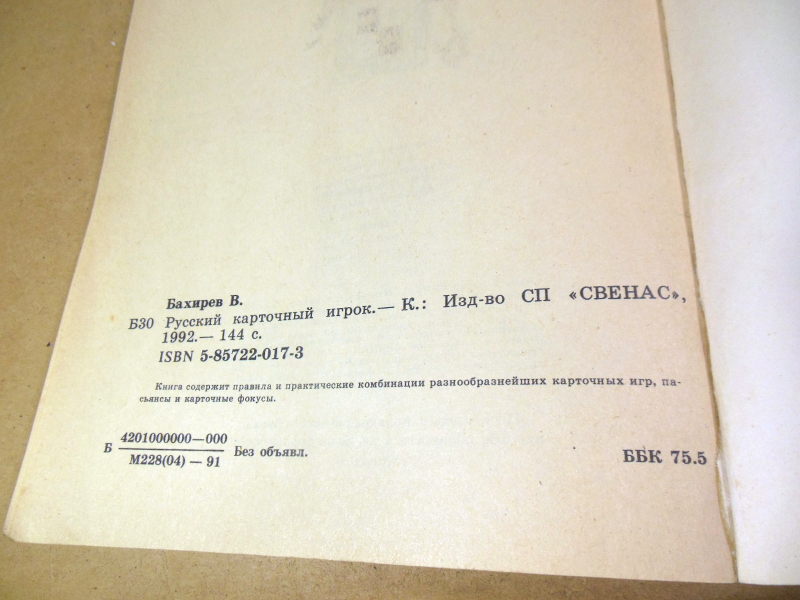 Бахирев В.
Б30 Русский карточный игрок.— К.: Изд-во СП «СВЕНАС»,
1992.— 144 с.
ISBN 5-85722-017-3
Книга содержит правила и практические комбинации разнообразнейших карточных игр, па-
сьянсы и карточные фокусы.
Б 4201000000—000 Без объявл.
М228(04) — 91
ББК 75.5